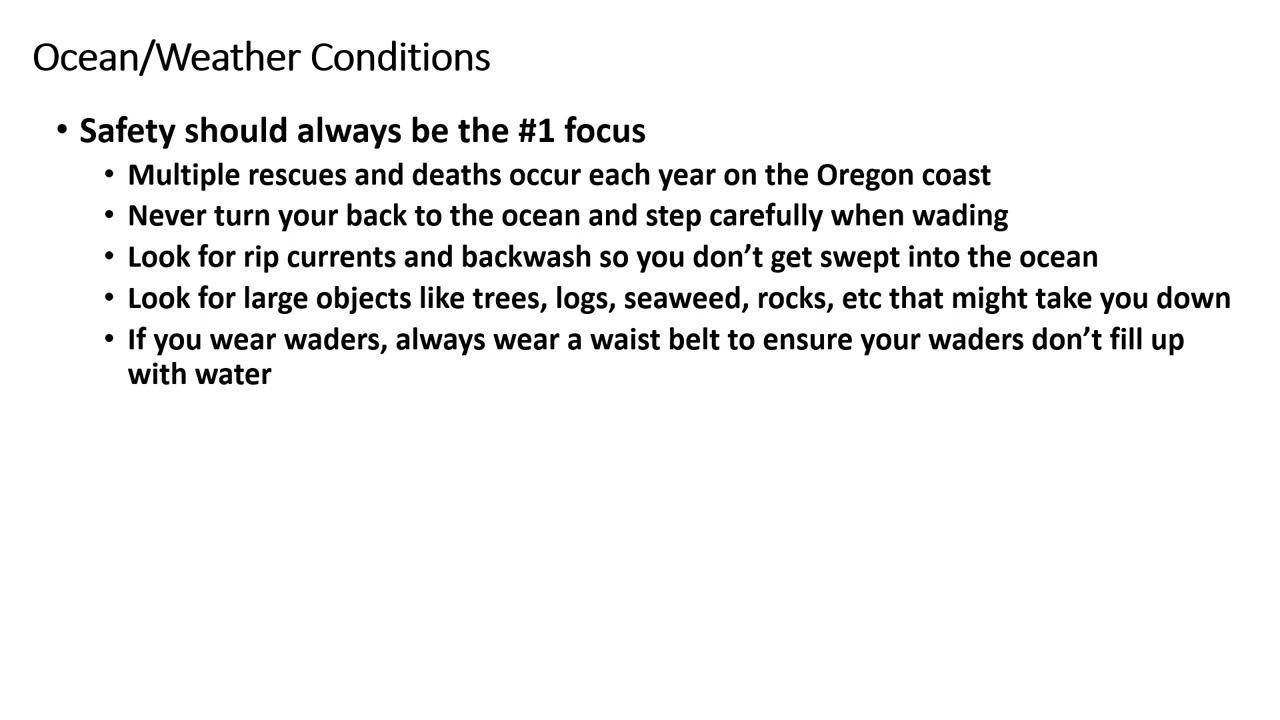 Ocean/Weather Conditions
• Safety should always be the #1 focus
• Multiple rescues and deaths occur each year on the Oregon coast
• Never turn your back to the ocean and step carefully when wading
• Look for rip currents and backwash so you don’t get swept into the ocean
• Look for large objects like trees, logs, seaweed, rocks, etc that might take you down
• If you wear waders, always wear a waist belt to ensure your waders don’t fill up
with water